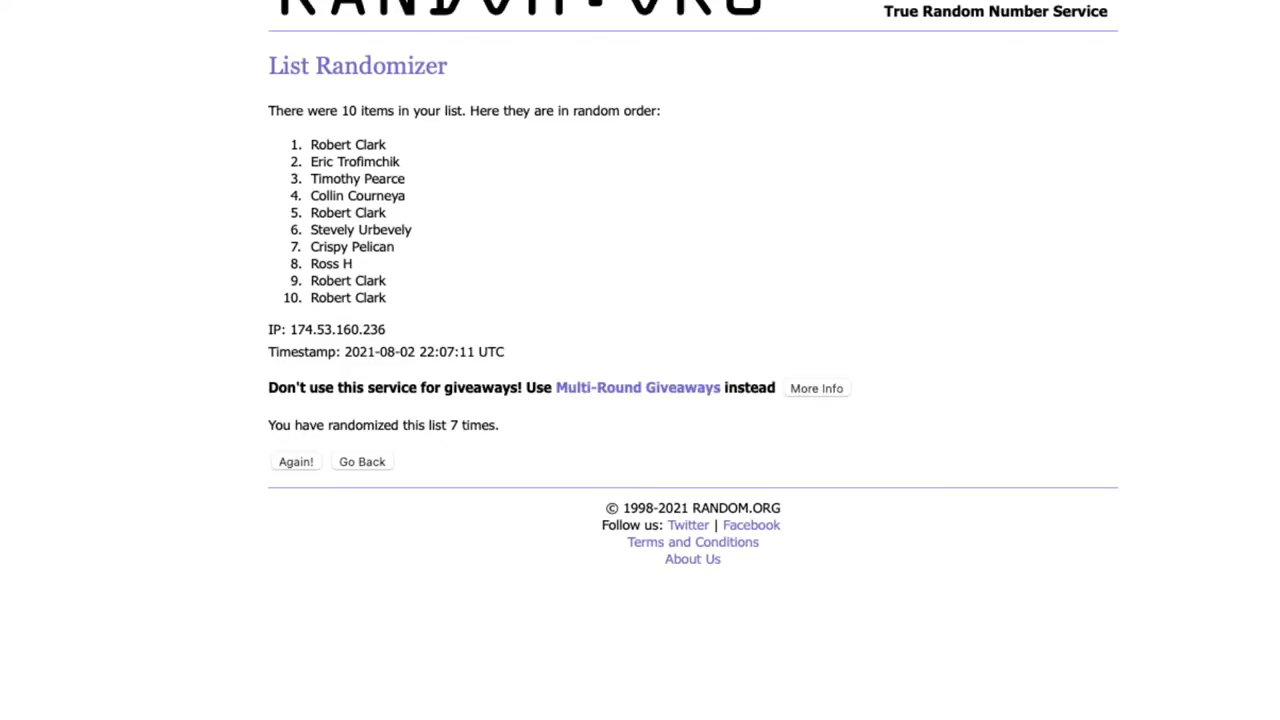 RANDOM.ORG
True Random Number Service
List Randomizer
There were 10 items in your list. Here they are in random order:
1. Robert Clark
2. Eric Trofimchik
3. Timothy Pearce
4. Collin Courneya
5. Robert Clark
6. Stevely Urbevely
7. Crispy Pelican
8. Ross H
9. Robert Clark
10. Robert Clark
IP: 174.53.160.236
Timestamp: 2021-08-02 22:07:11 UTC
Don't use this service for giveaways! Use Multi-Round Giveaways instead More Info
You have randomized this list 7 times.
Again! Go Back
© 1998-2021 RANDOM.ORG
Follow us: Twitter | Facebook
Terms and Conditions
About Us